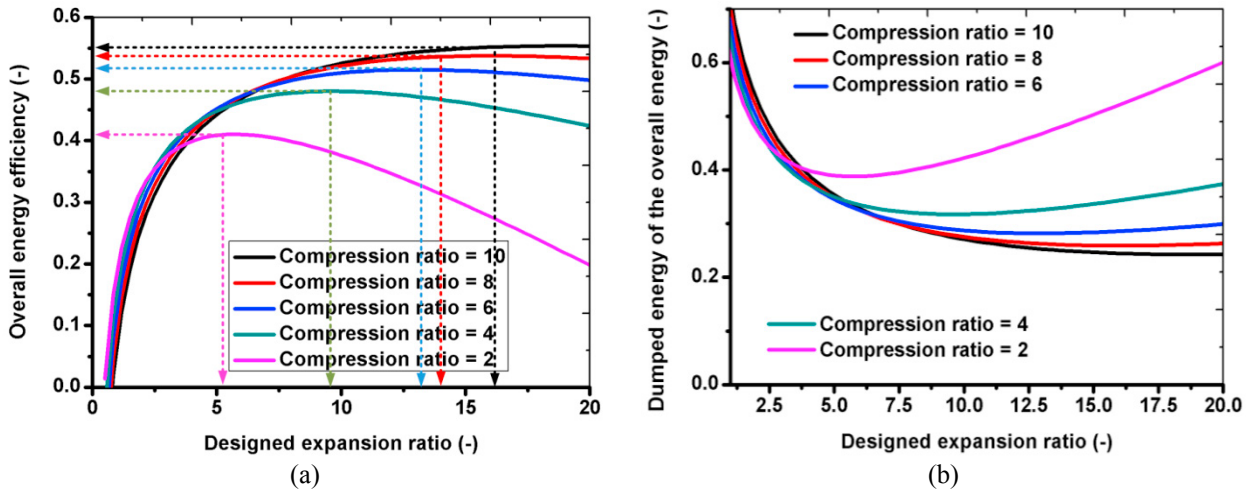 Overall energy efficiency (-)
0.6
0.5
0.4
0.3
0.2
0.1
0.0
Compression ratio = 10
Compression ratio = 8
Compression ratio = 6
Compression ratio = 4
Compression ratio = 2
0 5 10 15 20
Designed expansion ratio (-)
(a)
Dumped energy of the overall energy (-)
0.6
0.4
0.2
0.0
Compression ratio = 10
Compression ratio = 8
Compression ratio = 6
Compression ratio = 4
Compression ratio = 2
2.5 5.0 7.5 10.0 12.5 15.0 17.5 20.0
Designed expansion ratio (-)
(b)